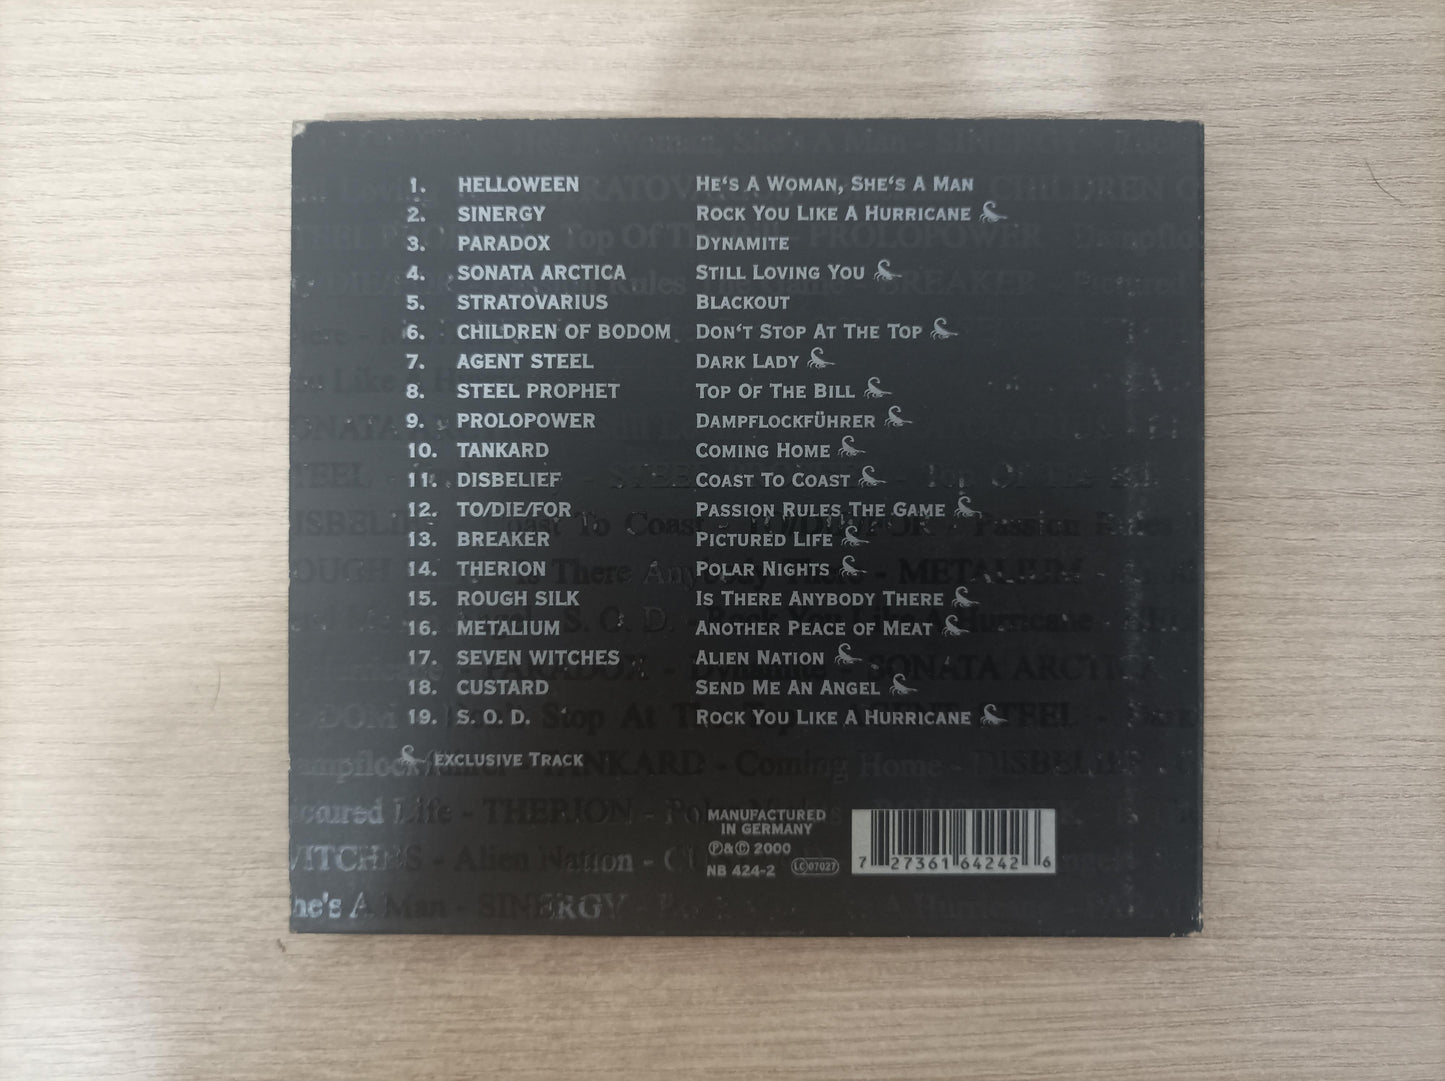 1. HELLOWEEN HE'S A WOMAN, SHE'S A MAN
2. SINERGY ROCK YOU LIKE A HURRICANE
3. PARADOX DYNAMITE
4. SONATA ARCTICA STILL LOVING YOU
5. STRATOVARIUS BLACKOUT
6. CHILDREN OF BODOM DON'T STOP AT THE TOP
7. AGENT STEEL DARK LADY
8. STEEL PROPHET TOP OF THE BILL
9. PROLOPOWER DAMPFLOCKFÜHRER
10. TANKARD COMING HOME
11. DISBELIEF COAST TO COAST
12. TO/DIE/FOR PASSION RULES THE GAME
13. BREAKER PICTURED LIFE
14. THERION POLAR NIGHTS
15. ROUGH SILK IS THERE ANYBODY THERE
16. METALIUM ANOTHER PEACE OF MEAT
17. SEVEN WITCHES ALIEN NATION
18. CUSTARD SEND ME AN ANGEL
19. S. O. D. ROCK YOU LIKE A HURRICANE
EXCLUSIVE TRACK
MANUFACTURED
IN GERMANY
℗&© 2000
NB 424-2 LC 07027
7 27361 64242 6